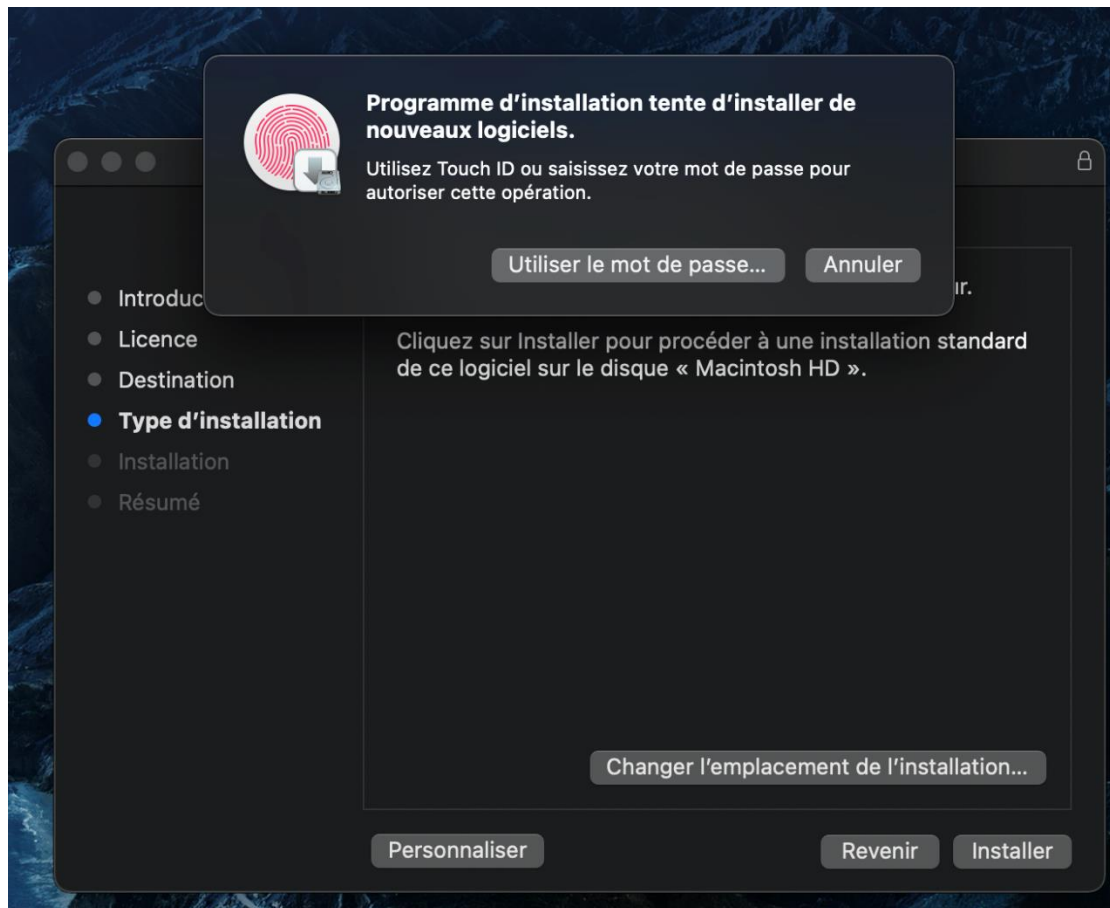 Programme d’installation tente d’installer de
nouveaux logiciels.
Utilisez Touch ID ou saisissez votre mot de passe pour
autoriser cette opération.
Utiliser le mot de passe... Annuler
Introduc
Licence
Destination
Type d’installation
Installation
Résumé
Cliquez sur Installer pour procéder à une installation standard
de ce logiciel sur le disque « Macintosh HD ».
Changer l’emplacement de l’installation...
Personnaliser Revenir Installer